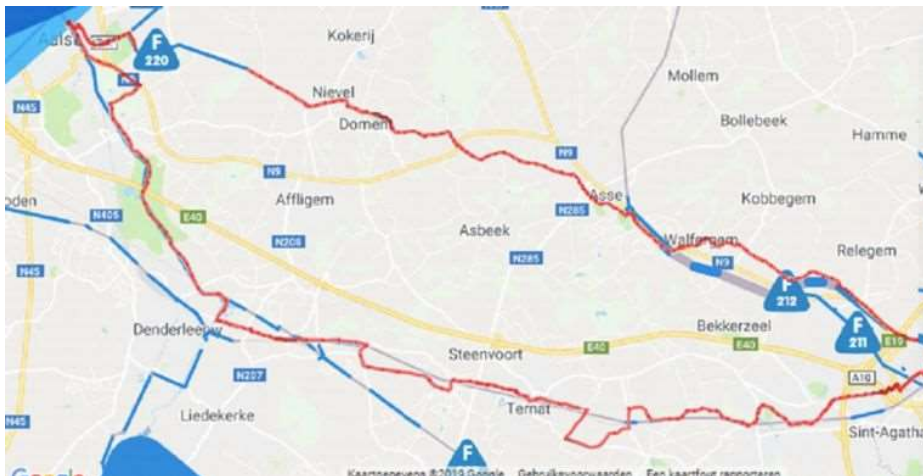 Kokerij
Aalst
F
220
N9
Mollem
N45
Nievel
Doment
Bollebeek
Hamme
N9
N9
Asse
Kobbegem
N405
E40
Affligem
N285
Asbeek
N208
Walfergem
Relegem
N285
N9
N45
F
212
Denderleeuw
Bekkerzeel
F
211
Steenvoort
E40
E40
E19
N207
A10
Liedekerke
Ternat
N45
Sint-Agatha
F
Google
Kaartgegevens ©2019 Google Gebruiksvoorwaarden Een kaartfout rapporteren